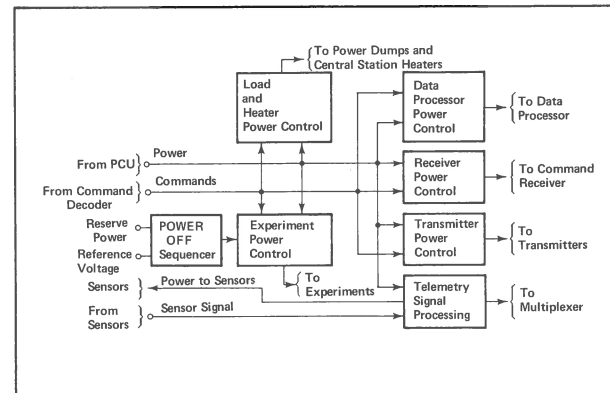 To Power Dumps and
Central Station Heaters
Load
and
Heater
Power Control
Data
Processor
Power
Control
To Data
Processor
From PCU
Power
Receiver
Power
Control
To Command
Receiver
From Command
Decoder
Commands
Reserve
Power
Reference
Voltage
POWER
OFF
Sequencer
Experiment
Power
Control
Transmitter
Power
Control
To
Transmitters
To
Experiments
Sensors
Power to Sensors
From
Sensors
Sensor Signal
Telemetry
Signal
Processing
To
Multiplexer